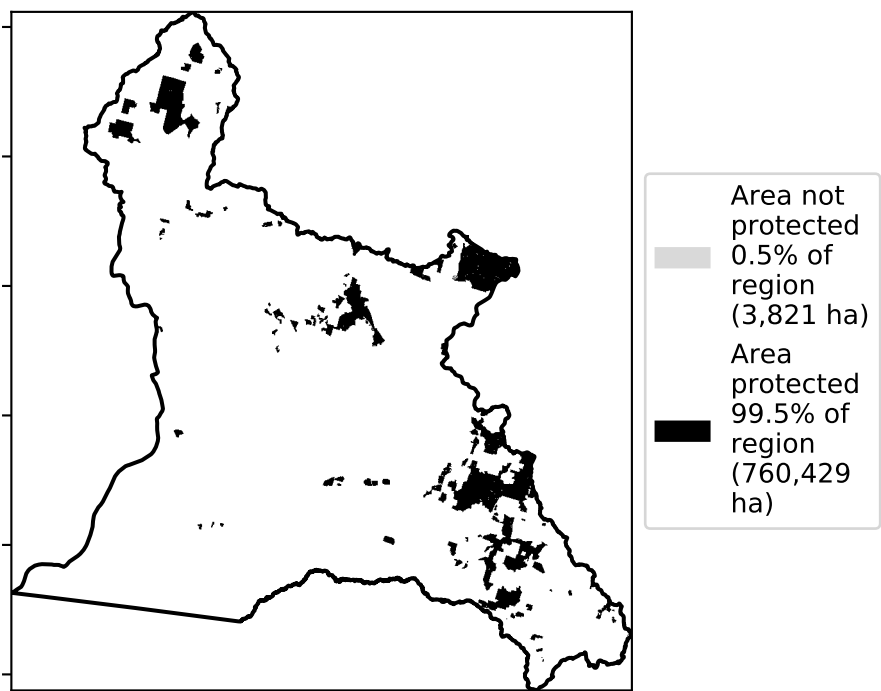 Area not
protected
0.5% of
region
(3,821 ha)
Area
protected
99.5% of
region
(760,429
ha)